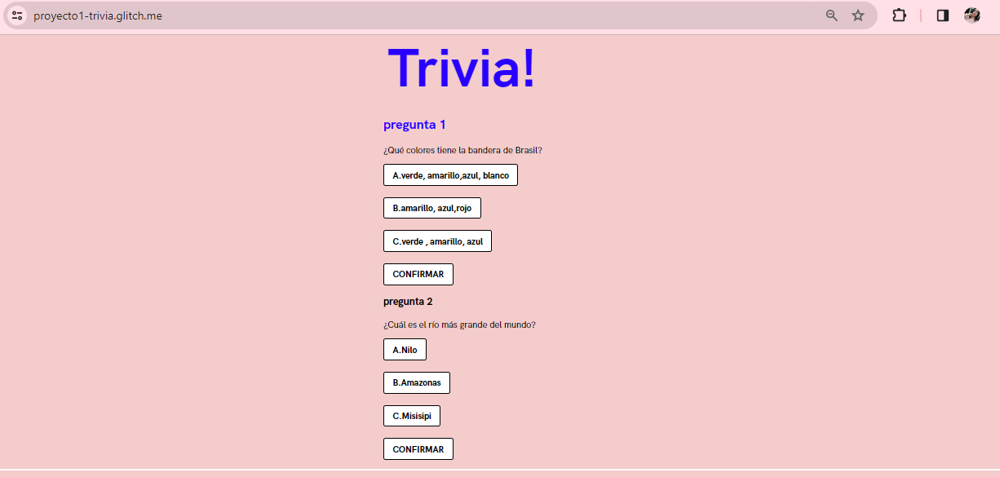 proyecto1-trivia.glitch.me
Trivia!
pregunta 1
¿Qué colores tiene la bandera de Brasil?
A.verde, amarillo,azul, blanco
B.amarillo, azul,rojo
C.verde , amarillo, azul
CONFIRMAR
pregunta 2
¿Cuál es el río más grande del mundo?
A.Nilo
B.Amazonas
C.Misisipi
CONFIRMAR